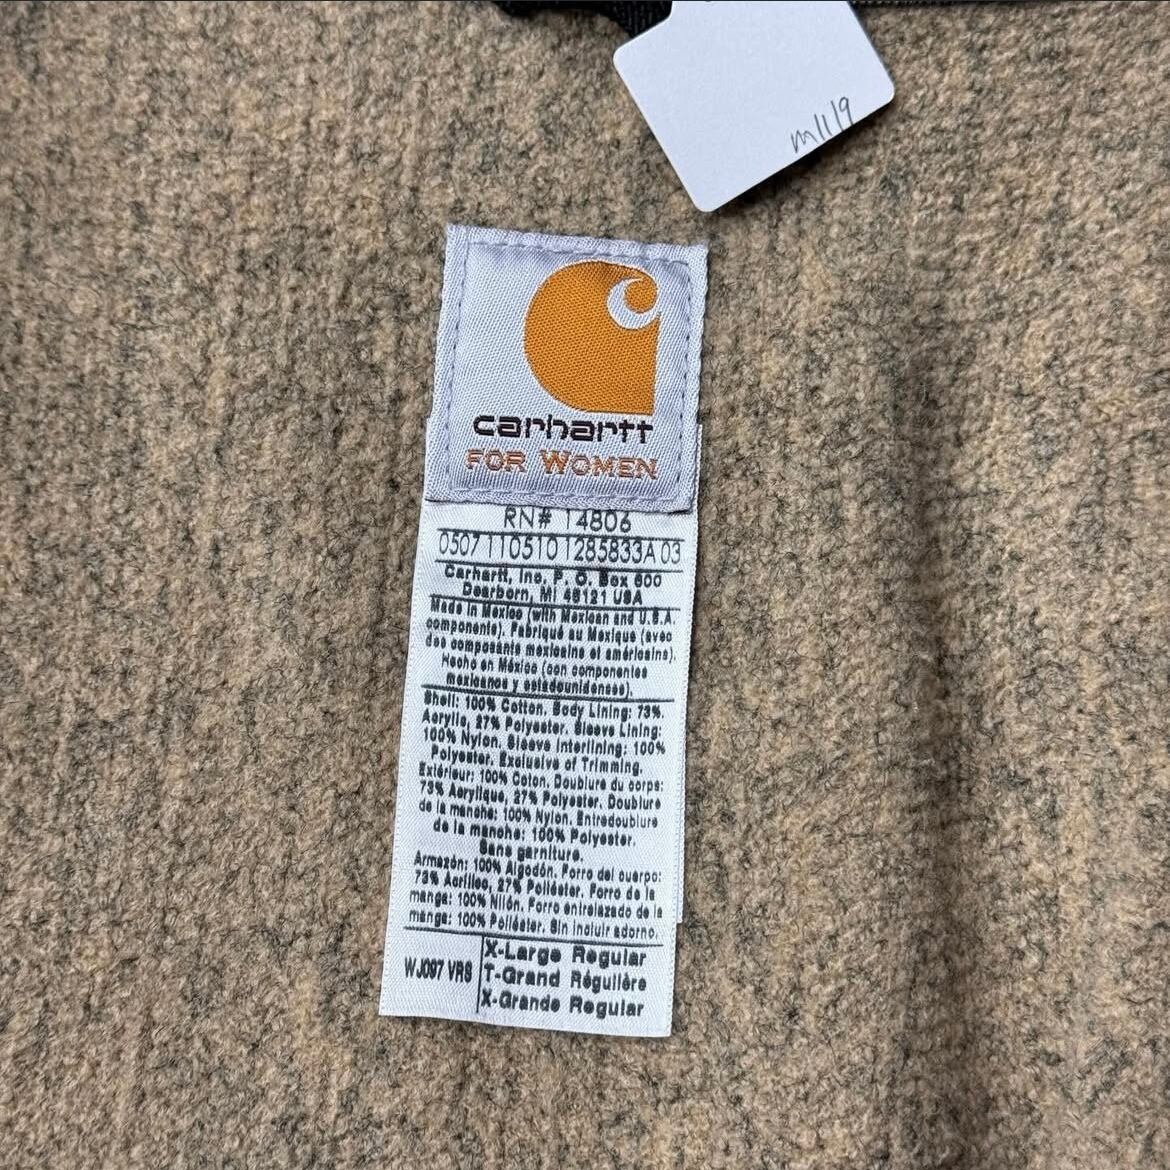 m1119
carhartt
FOR WOMEN
RN# 14806
0507 110510 1285833A 03
Carhartt, Inc, P. O. Box 600
Dearborn, MI 48121 USA
Made in Mexico (with Mexican and U.S.A.
components). Fabriqué au Mexique (avec
des composants mexicains et américains).
Hecho en México (con componentes
mexicanos y estadounidenses).
Shell: 100% Cotton. Body Lining: 73%.
Acrylic, 27% Polyester. Sleeve Lining:
100% Nylon. Sleeve Interlining: 100%
Polyester. Exclusive of Trimming.
Extérieur: 100% Coton. Doublure du corps:
73% Acrylique, 27% Polyester. Doublure
de la manche: 100% Nylon. Entredoublure
de la manche: 100% Polyester.
Sans garniture.
Armazón: 100% Algodón. Forro del cuerpo:
73% Acrílico, 27% Poliéster. Forro de la
manga: 100% Nilón. Forro entrelazado de la
manga: 100% Poliéster. Sin incluir adorno.
WJ097 VRS
X-Large Regular
T-Grand Régulière
X-Grande Regular